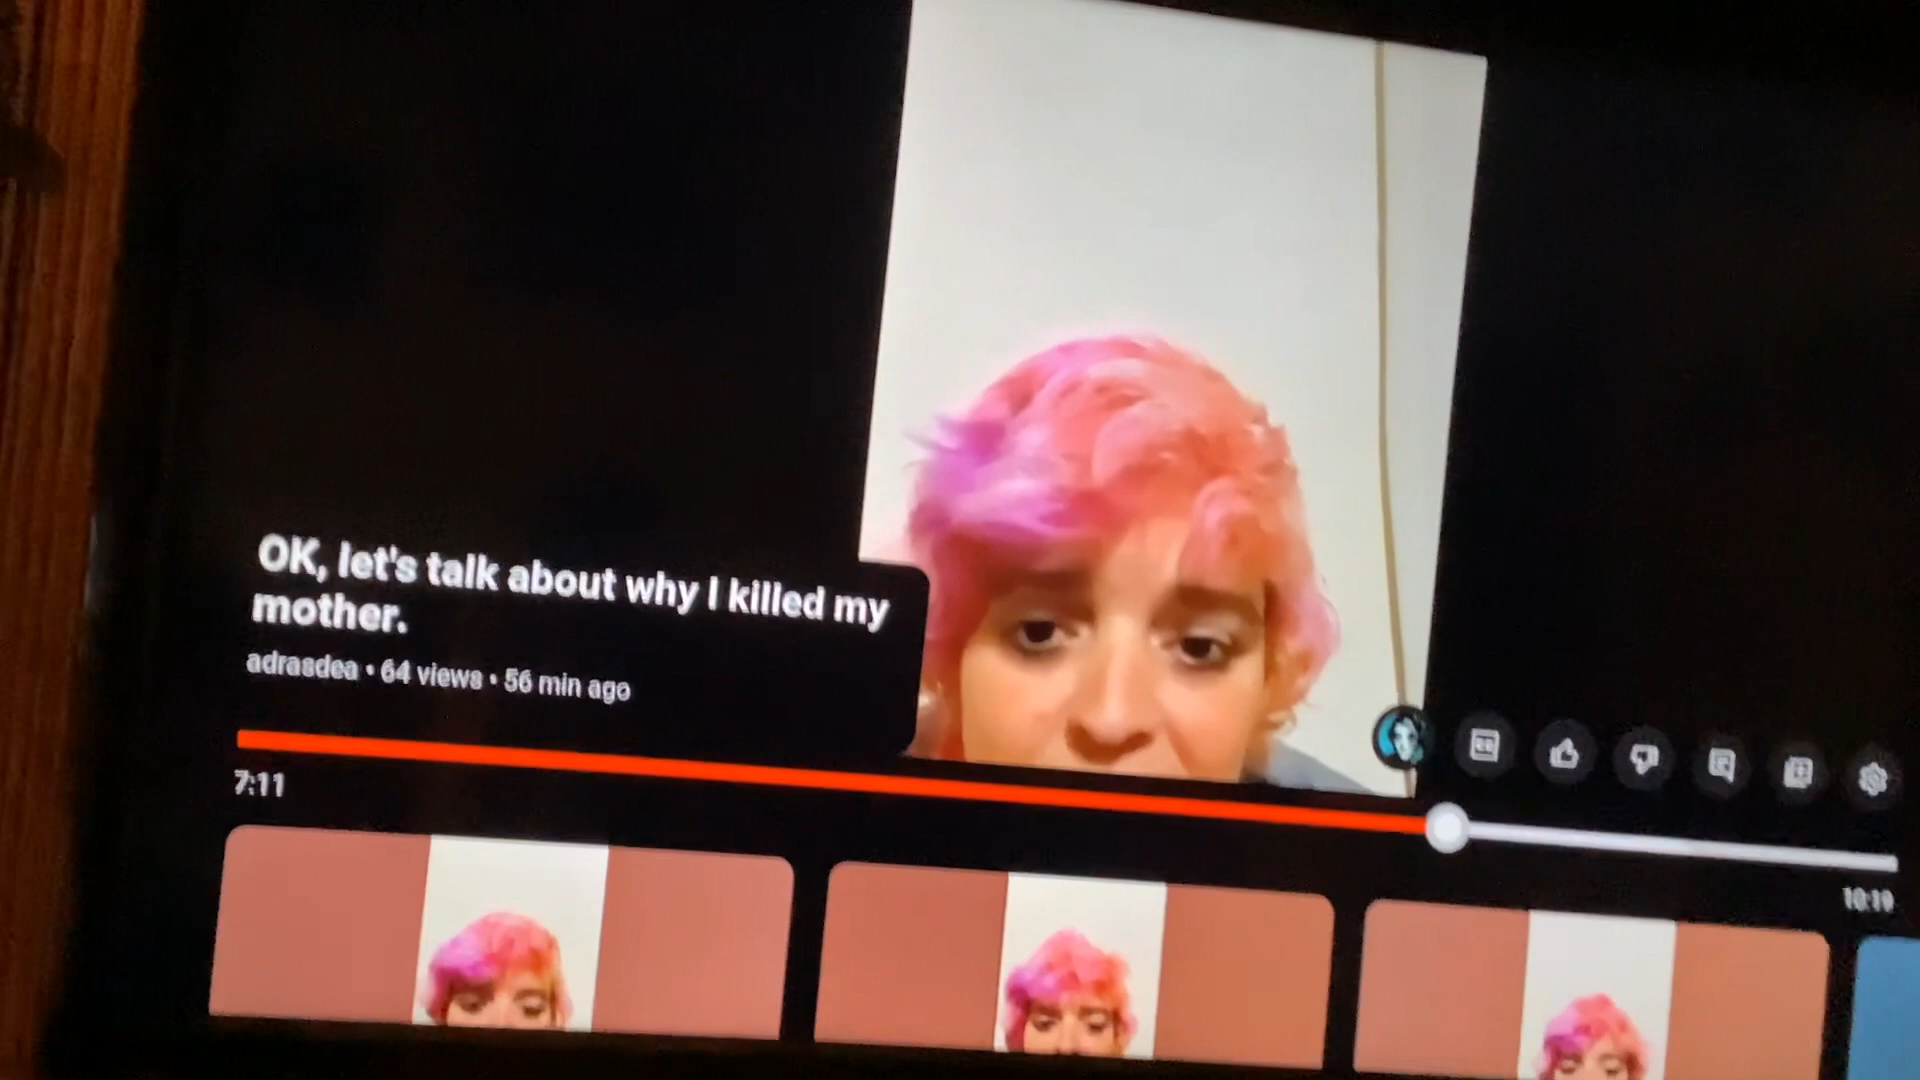 OK, let's talk about why I killed my
mother.
adrasdea • 64 views • 56 min ago
7:11
10:19